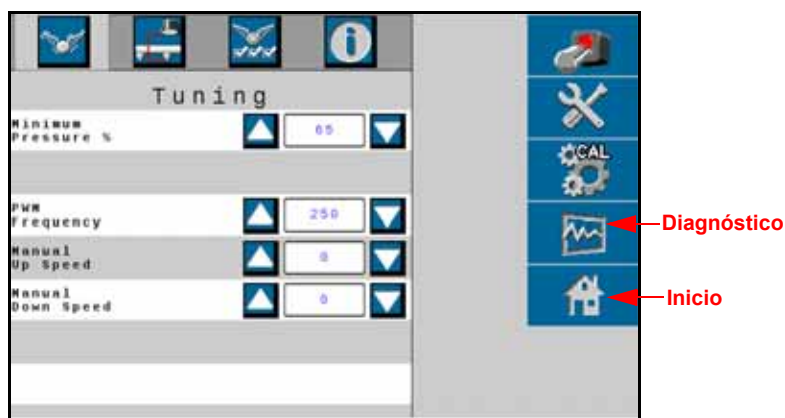 Tuning
Minimum
Pressure %
65
PWM
Frequency
250
Manual
Up Speed
0
Manual
Down Speed
0
CAL
Diagnóstico
Inicio